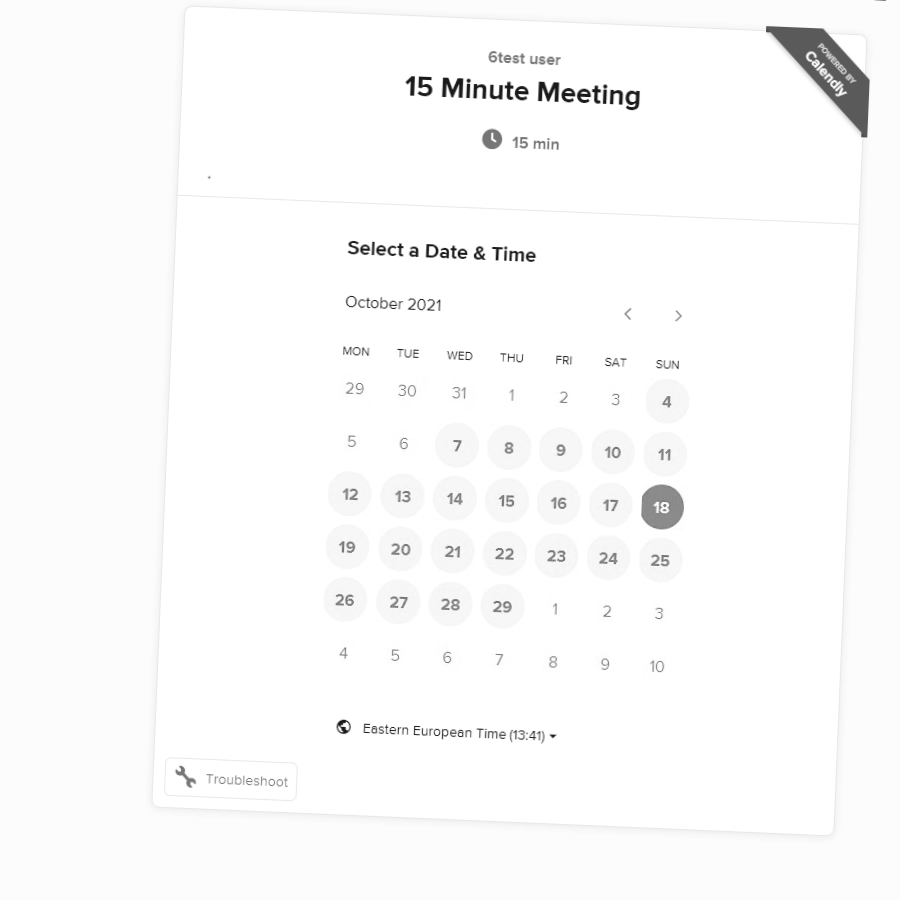 POWERED BY
Calendly
6test user
15 Minute Meeting
15 min
Select a Date & Time
October 2021
MON TUE WED THU FRI SAT SUN
29 30 31 1 2 3 4
5 6 7 8 9 10 11
12 13 14 15 16 17 18
19 20 21 22 23 24 25
26 27 28 29 1 2 3
4 5 6 7 8 9 10
Eastern European Time (13:41)
Troubleshoot